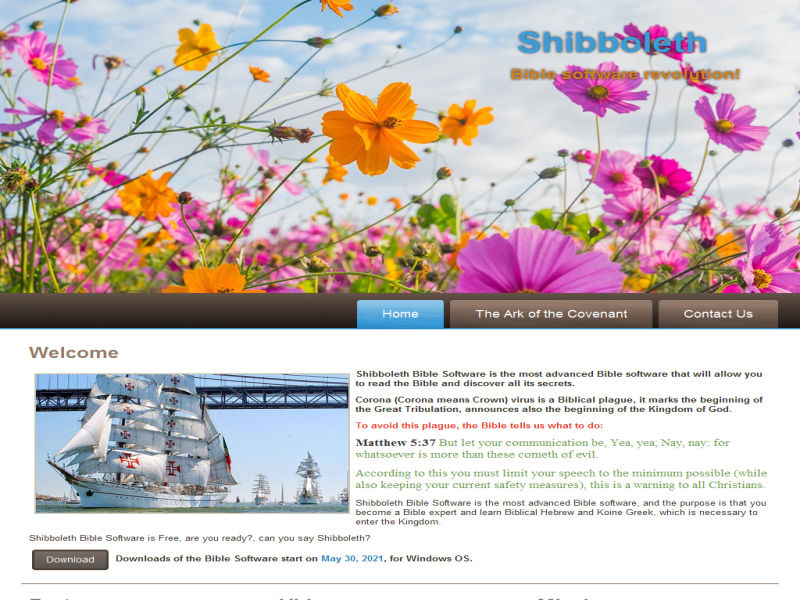 Shibboleth
Bible software revolution!
Home
The Ark of the Covenant
Contact Us
Welcome
Shibboleth Bible Software is the most advanced Bible software that will allow you
to read the Bible and discover all its secrets.
Corona (Corona means Crown) virus is a Biblical plague, it marks the beginning of
the Great Tribulation, announces also the beginning of the Kingdom of God.
To avoid this plague, the Bible tells us what to do:
Matthew 5:37 But let your communication be, Yea, yea; Nay, nay: for
whatsoever is more than these cometh of evil.
According to this you must limit your speech to the minimum possible (while
also keeping your current safety measures), this is a warning to all Christians.
Shibboleth Bible Software is the most advanced Bible software, and the purpose is that you
become a Bible expert and learn Biblical Hebrew and Koine Greek, which is necessary to
enter the Kingdom.
Shibboleth Bible Software is Free, are you ready?, can you say Shibboleth?
Download
Downloads of the Bible Software start on May 30, 2021, for Windows OS.